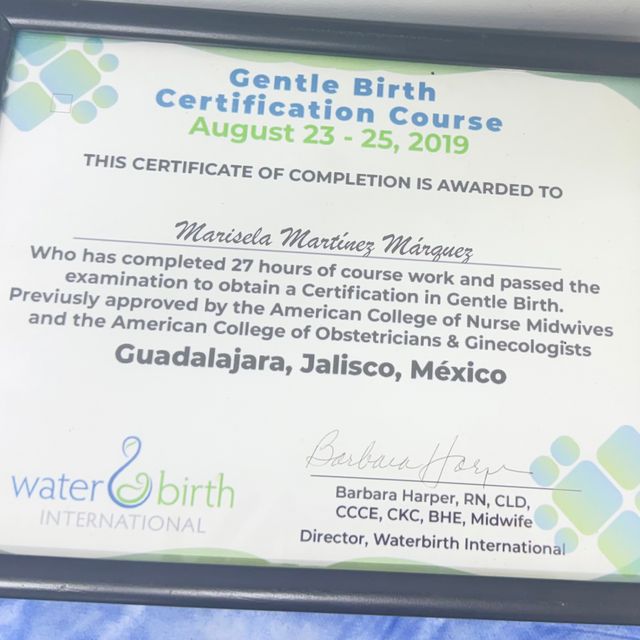 Gentle Birth
Certification Course
August 23 - 25, 2019
THIS CERTIFICATE OF COMPLETION IS AWARDED TO
Marisela Martínez Márquez
Who has completed 27 hours of course work and passed the
examination to obtain a Certification in Gentle Birth.
Previusly approved by the American College of Nurse Midwives
and the American College of Obstetricians & Ginecologists
Guadalajara, Jalisco, México
Barbara Harper
water birth
INTERNATIONAL
Barbara Harper, RN, CLD,
CCCE, CKC, BHE, Midwife
Director, Waterbirth International